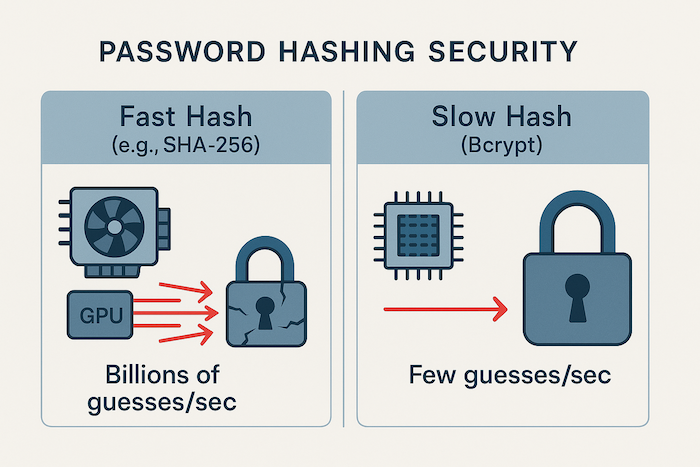 PASSWORD HASHING SECURITY
Fast Hash
(e.g., SHA-256)
GPU
Billions of
guesses/sec
Slow Hash
(Bcrypt)
Few guesses/sec